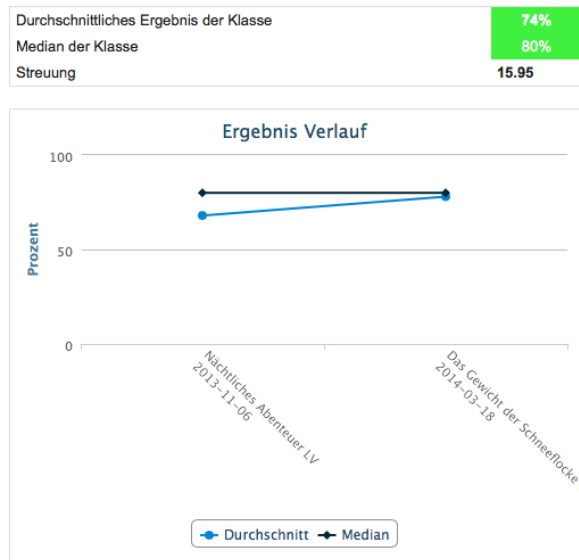 Durchschnittliches Ergebnis der Klasse 74%
Median der Klasse 80%
Streuung 15.95
Ergebnis Verlauf
100
50
0
Prozent
Nächtliches Abenteuer LV
2013-11-06
Das Gewicht der Schneeflocke
2014-03-18
Durchschnitt Median